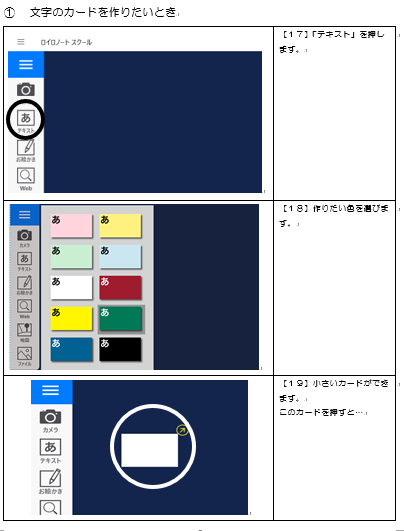 ① 文字のカードを作りたいとき
ロイロノート スクール
あ
テキスト
お絵かき
Web
【１７】「テキスト」を押し
ます。
カメラ
あ
テキスト
お絵かき
Web
地図
ファイル
あ あ
あ あ
あ あ
あ あ
あ あ
【１８】作りたい色を選びま
す。
カメラ
あ
テキスト
お絵かき
【１９】小さいカードができ
ます。
このカードを押すと…